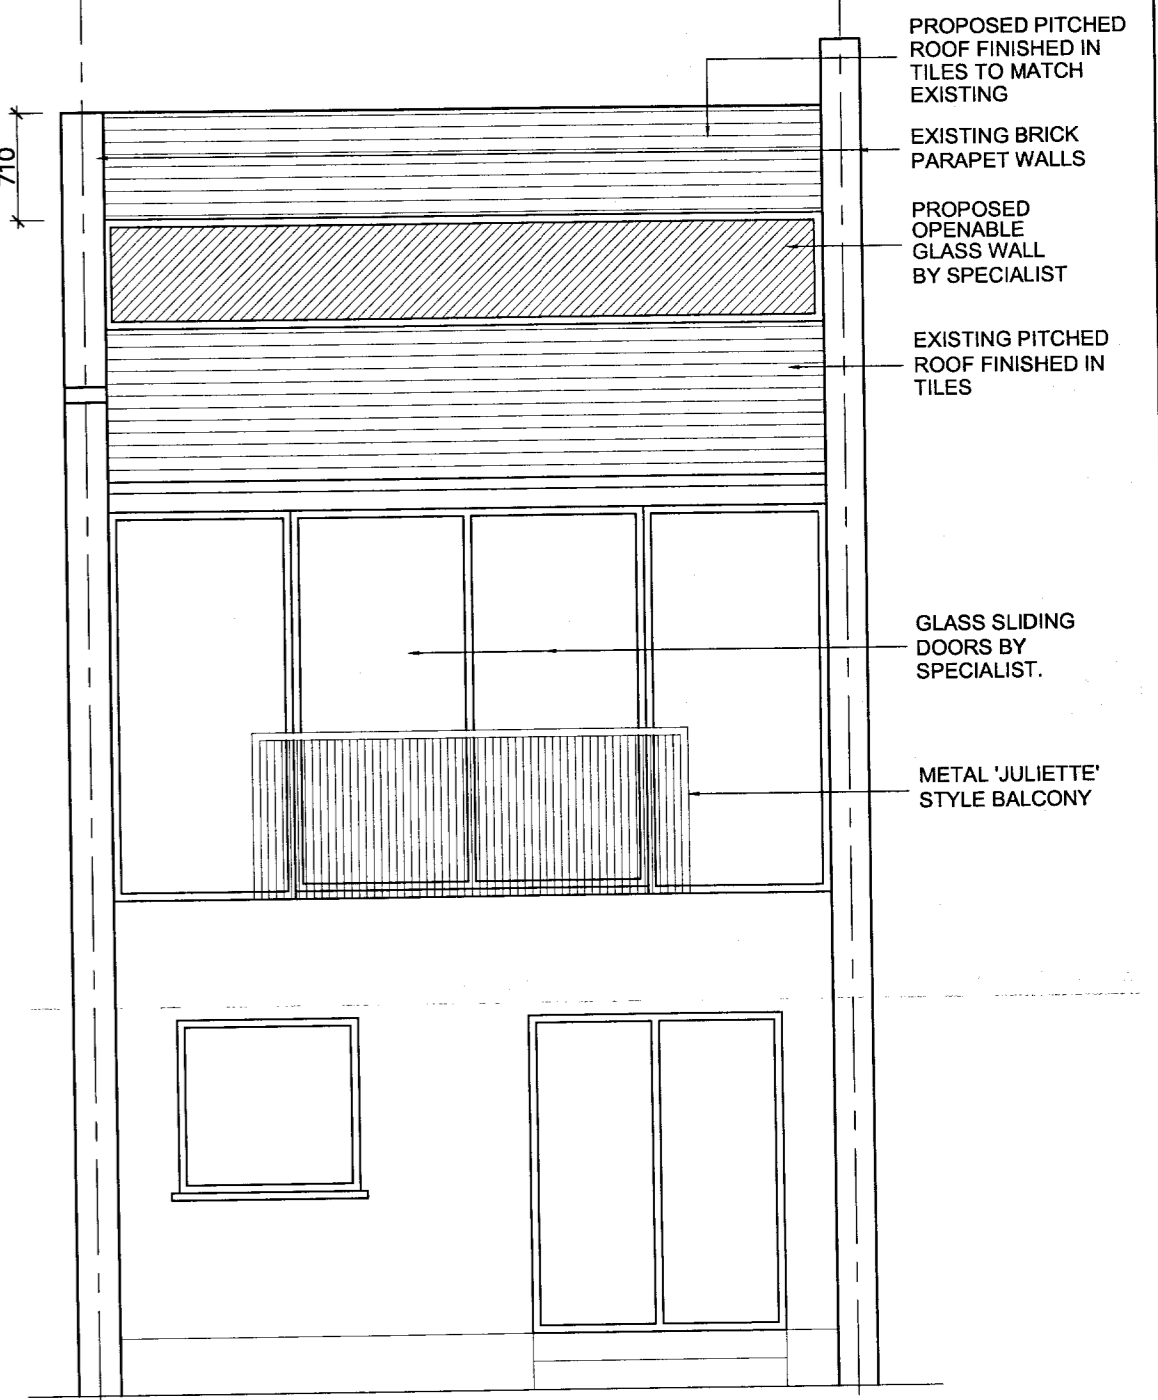 PROPOSED PITCHED
ROOF FINISHED IN
TILES TO MATCH
EXISTING
710
EXISTING BRICK
PARAPET WALLS
PROPOSED
OPENABLE
GLASS WALL
BY SPECIALIST
EXISTING PITCHED
ROOF FINISHED IN
TILES
GLASS SLIDING
DOORS BY
SPECIALIST.
METAL 'JULIETTE'
STYLE BALCONY